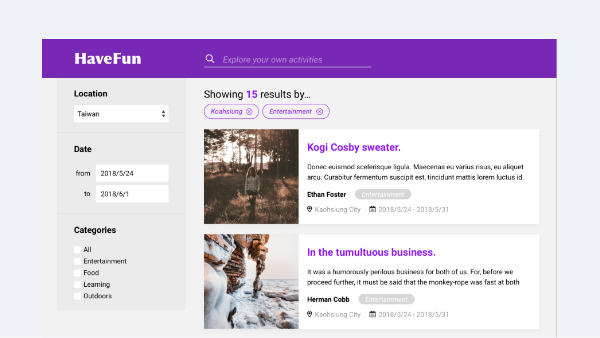 HaveFun
Explore your own activities
Location
Taiwan
Date
from 2018/5/24
to 2018/6/1
Categories
All
Entertainment
Food
Learning
Outdoors
Showing 15 results by...
Koahsiung
Entertainment
Kogi Cosby sweater.
Donec euismod scelerisque ligula. Maecenas eu varius risus, eu aliquet
arcu. Curabitur fermentum suscipit est, tincidunt mattis lorem luctus id.
Ethan Foster Entertainment
Kaohsiung City 2018/5/24 - 2018/5/31
In the tumultuous business.
It was a humorously perilous business for both of us. For, before we
proceed further, it must be said that the monkey-rope was fast at both
Herman Cobb Entertainment
Kaohsiung City 2018/5/24 - 2018/5/31